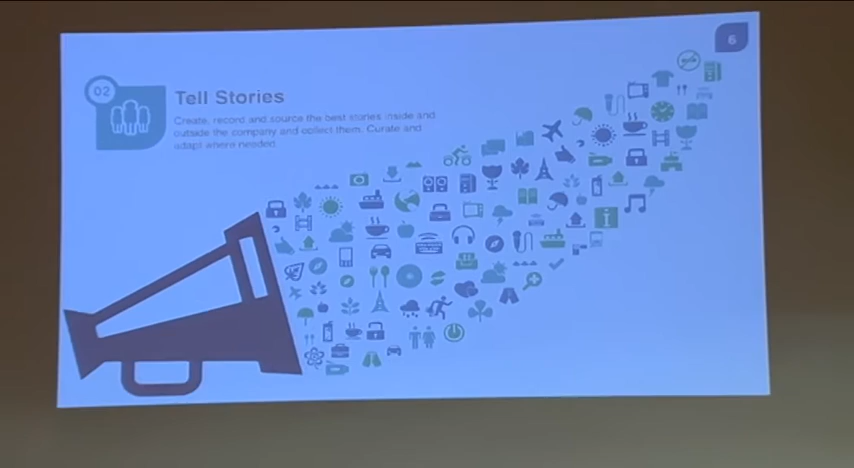 6
02
Tell Stories
Create, record and source the best stories inside and
outside the company and collect them. Curate and
adapt where needed.